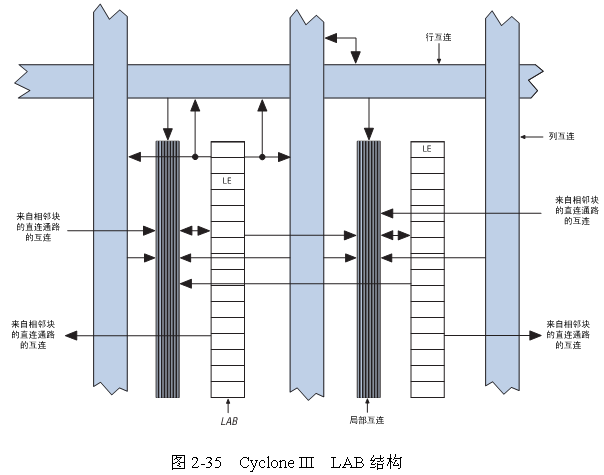 行互连
列互连
LE
LE
来自相邻块
的直连通路
的互连
来自相邻块
的直连通路
的互连
来自相邻块
的直连通路
的互连
来自相邻块
的直连通路
的互连
LAB
局部互连
图 2-35 Cyclone III LAB 结构